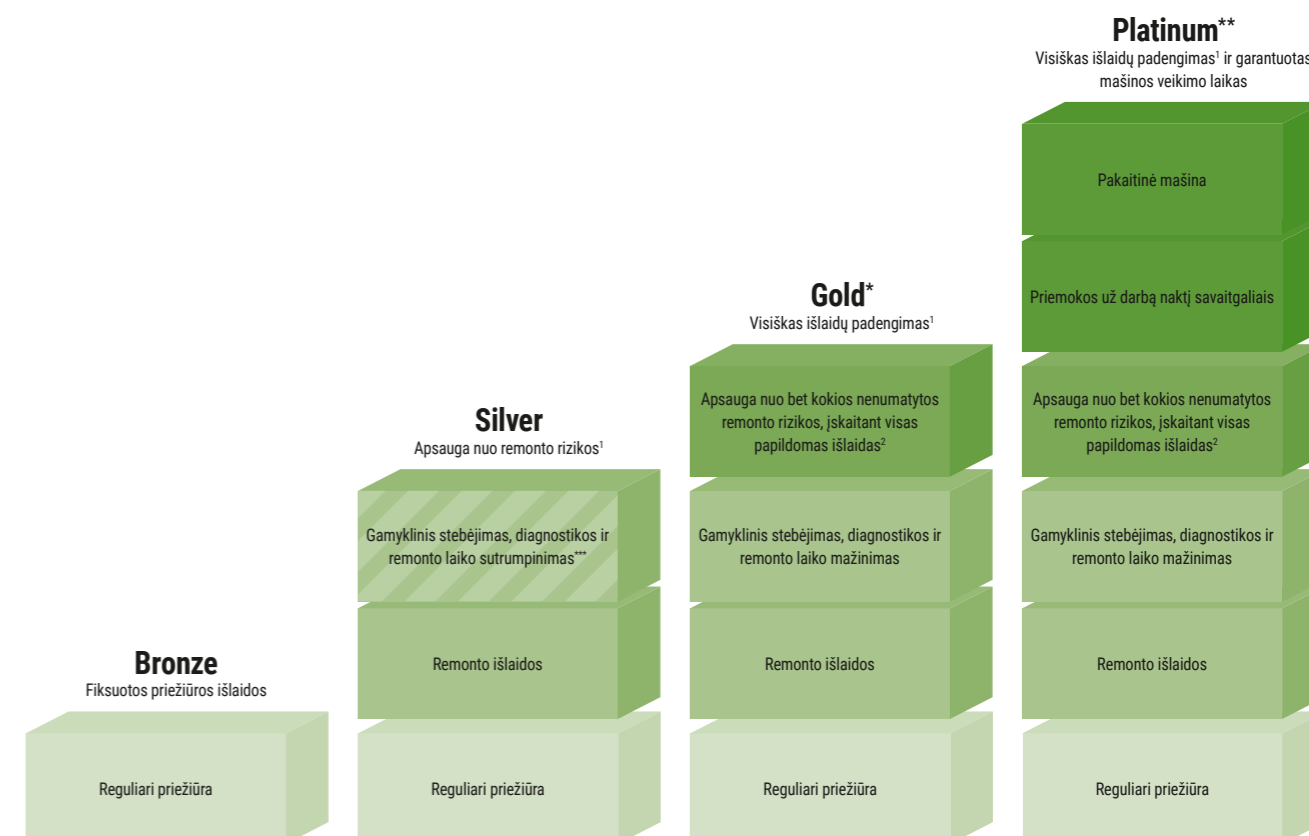 Platinum**
Visiškas išlaidų padengimas¹ ir garantuotas
mašinos veikimo laikas
Pakaitinė mašina
Priemokos už darbą naktį savaitgaliais
Apsauga nuo bet kokios nenumatytos
remonto rizikos, įskaitant visas
papildomas išlaidas²
Gamyklinis stebėjimas, diagnostikos ir
remonto laiko mažinimas
Remonto išlaidos
Reguliari priežiūra
Gold*
Visiškas išlaidų padengimas¹
Apsauga nuo bet kokios nenumatytos
remonto rizikos, įskaitant visas
papildomas išlaidas²
Gamyklinis stebėjimas, diagnostikos ir
remonto laiko mažinimas
Remonto išlaidos
Reguliari priežiūra
Silver
Apsauga nuo remonto rizikos¹
Gamyklinis stebėjimas, diagnostikos ir
remonto laiko sutrumpinimas***
Remonto išlaidos
Reguliari priežiūra
Bronze
Fiksuotos priežiūros išlaidos
Reguliari priežiūra